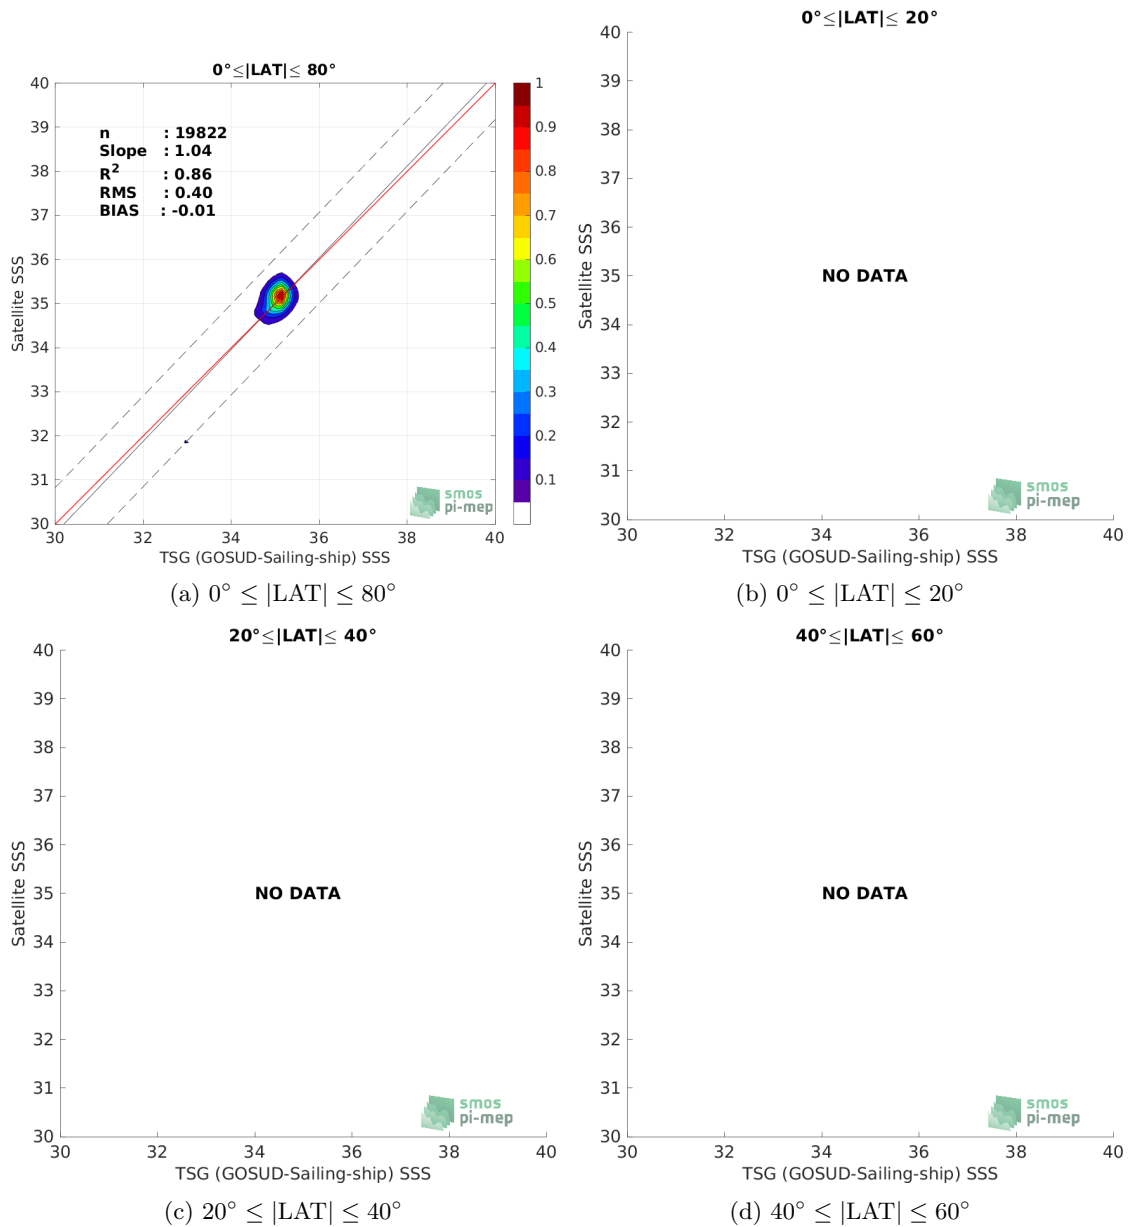 0°≤|LAT|≤ 80°
40
39
38
37
36
35
34
33
32
31
30
Satellite SSS
n : 19822
Slope : 1.04
R² : 0.86
RMS : 0.40
BIAS : -0.01
smos
pi-mep
30 32 34 36 38 40
TSG (GOSUD-Sailing-ship) SSS
1
0.9
0.8
0.7
0.6
0.5
0.4
0.3
0.2
0.1
(a) 0° ≤ |LAT| ≤ 80°
0°≤|LAT|≤ 20°
40
39
38
37
36
35
34
33
32
31
30
Satellite SSS
NO DATA
smos
pi-mep
30 32 34 36 38 40
TSG (GOSUD-Sailing-ship) SSS
(b) 0° ≤ |LAT| ≤ 20°
20°≤|LAT|≤ 40°
40
39
38
37
36
35
34
33
32
31
30
Satellite SSS
NO DATA
smos
pi-mep
30 32 34 36 38 40
TSG (GOSUD-Sailing-ship) SSS
(c) 20° ≤ |LAT| ≤ 40°
40°≤|LAT|≤ 60°
40
39
38
37
36
35
34
33
32
31
30
Satellite SSS
NO DATA
smos
pi-mep
30 32 34 36 38 40
TSG (GOSUD-Sailing-ship) SSS
(d) 40° ≤ |LAT| ≤ 60°